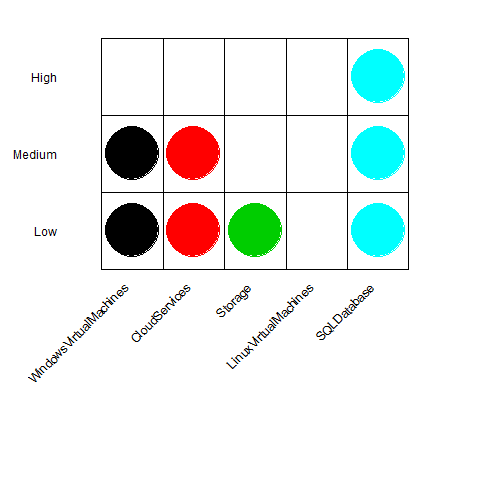 High
Medium
Low
WindowsVirtualMachines
CloudServices
Storage
LinuxVirtualMachines
SQLDatabase